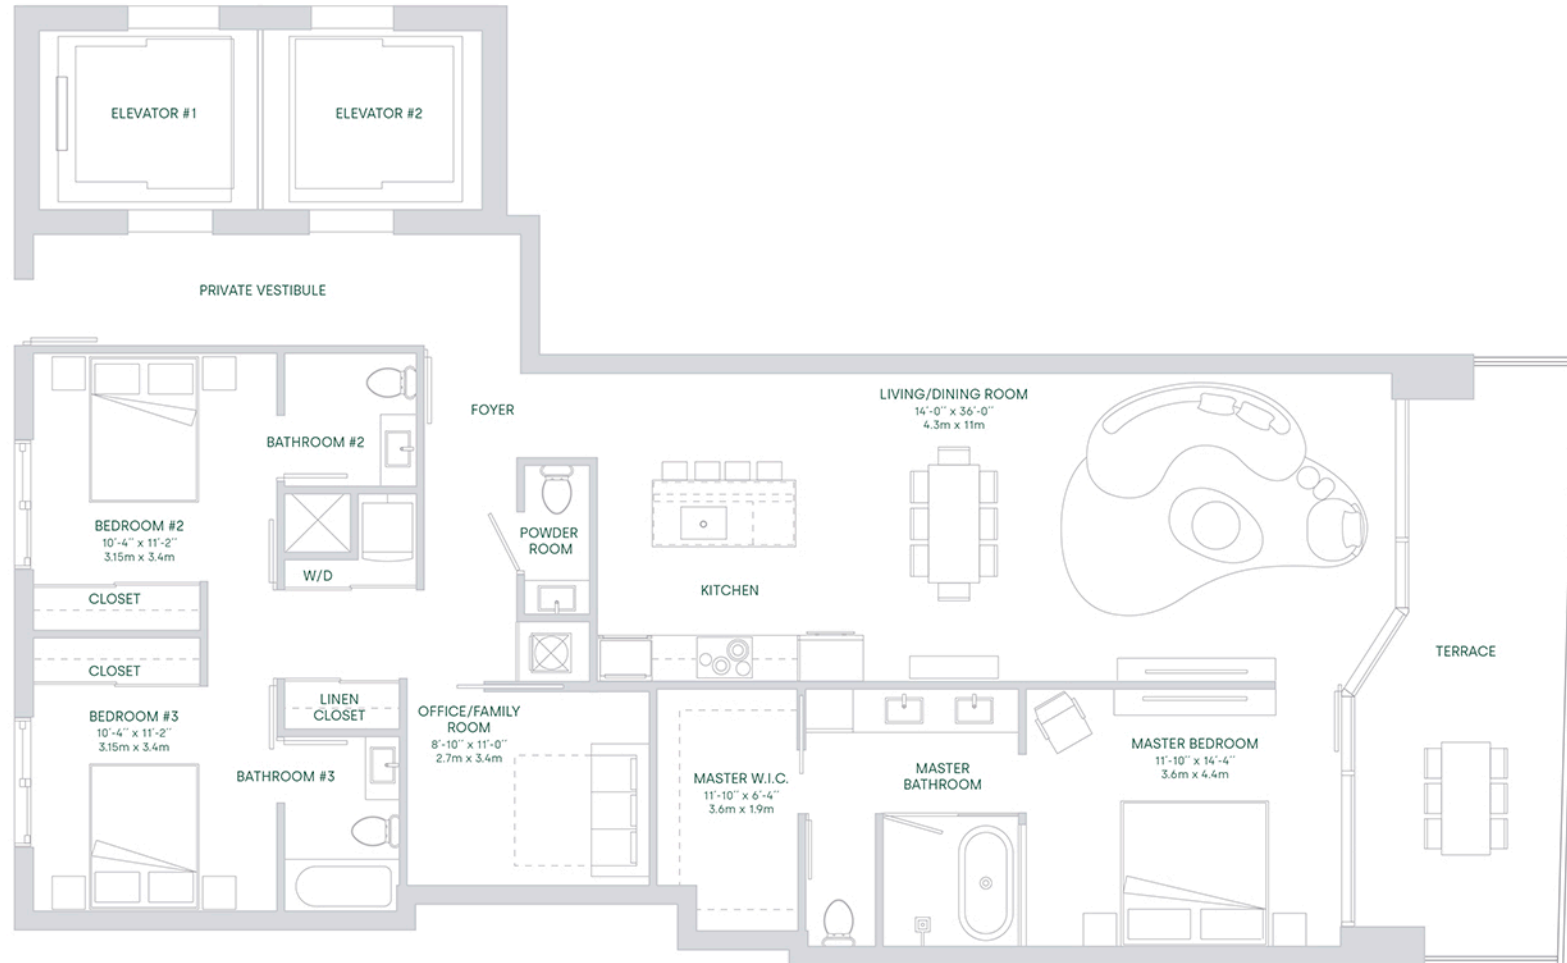 ELEVATOR #1
ELEVATOR #2
PRIVATE VESTIBULE
FOYER
LIVING/DINING ROOM
14'-0'' x 36'-0''
4.3m x 11m
BATHROOM #2
BEDROOM #2
10'-4'' x 11'-2''
3.15m x 3.4m
POWDER
ROOM
W/D
KITCHEN
CLOSET
TERRACE
CLOSET
LINEN
CLOSET
BEDROOM #3
10'-4'' x 11'-2''
3.15m x 3.4m
OFFICE/FAMILY
ROOM
8'-10'' x 11'-0''
2.7m x 3.4m
BATHROOM #3
MASTER W.I.C.
11'-10'' x 6'-4''
3.6m x 1.9m
MASTER
BATHROOM
MASTER BEDROOM
11'-10'' x 14'-4''
3.6m x 4.4m